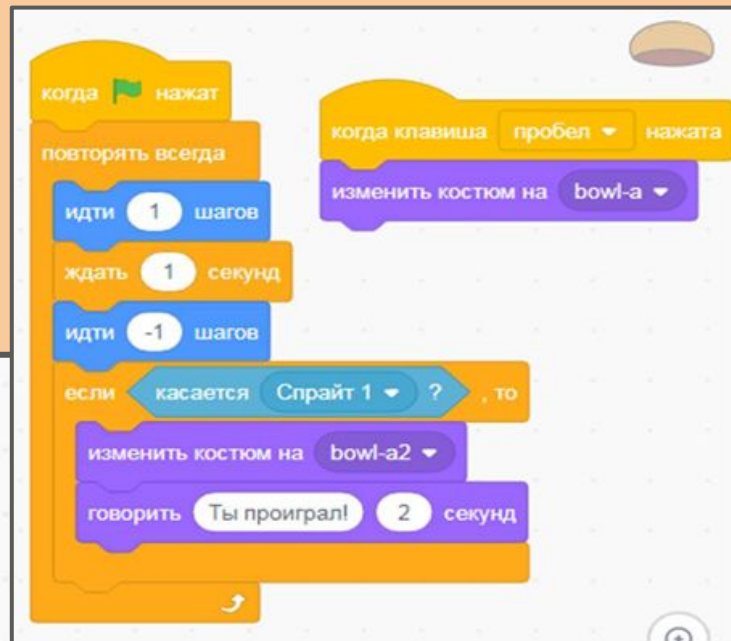 когда нажат
повторять всегда
идти 1 шагов
ждать 1 секунд
идти -1 шагов
если касается Спрайт 1 ? , то
изменить костюм на bowl-a2
говорить Ты проиграл! 2 секунд
когда клавиша пробел нажата
изменить костюм на bowl-a